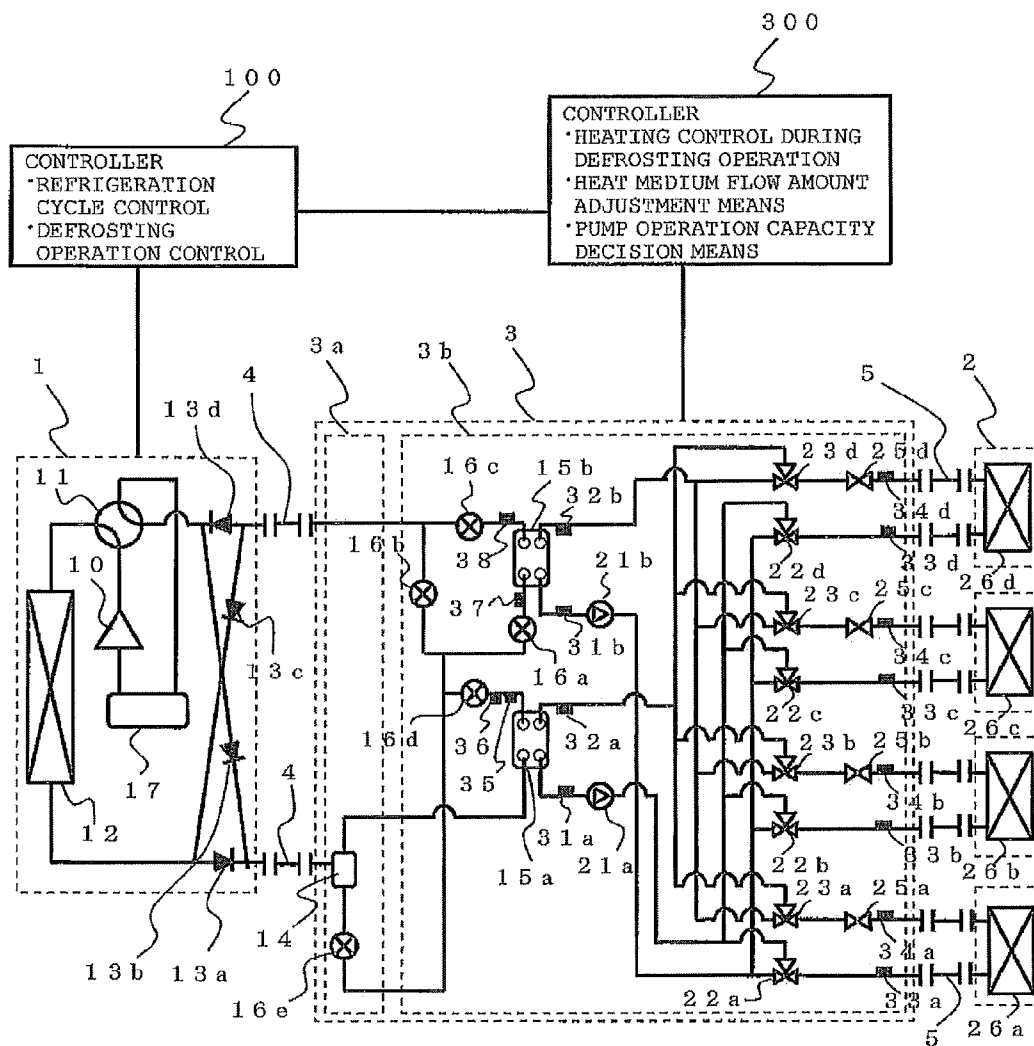 300
100
CONTROLLER
·REFRIGERATION
CYCLE CONTROL
·DEFROSTING
OPERATION CONTROL
CONTROLLER
·HEATING CONTROL DURING
DEFROSTING OPERATION
·HEAT MEDIUM FLOW AMOUNT
ADJUSTMENT MEANS
·PUMP OPERATION CAPACITY
DECISION MEANS
1
13d
4
3a
3b
3
5
2
11
16c
15b
32b
23d
25d
10
16b
38
34d
22d
33d
26d
37
21b
23c
25c
13c
31b
16a
34c
22c
33c
26c
16d
36
35
32a
23b
25b
17
12
34b
31a
21a
22b
33b
26b
4
15a
23a
25a
14
34a
13b
13a
16e
22a
33a
5
26a